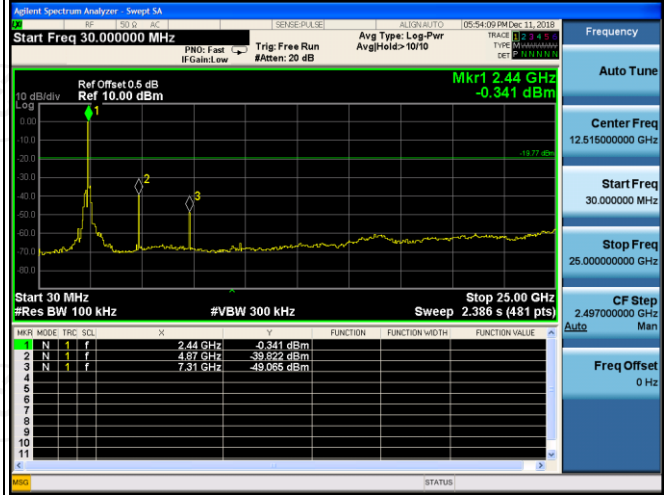 Agilent Spectrum Analyzer - Swept SA
RF 50 Ω AC SENSE:PULSE ALIGNAUTO 05:54:09 PM Dec 11, 2018
Start Freq 30.000000 MHz
PNO: Fast
IFGain:Low
Trig: Free Run
#Atten: 20 dB
Avg Type: Log-Pwr
Avg|Hold:> 10/10
TRACE 1 2 3 4 5 6
TYPE M
DET P N N N N N
Frequency
Auto Tune
Center Freq
12.515000000 GHz
Start Freq
30.000000 MHz
Stop Freq
25.000000000 GHz
CF Step
2.497000000 GHz
Auto Man
Freq Offset
0 Hz
Ref Offset 0.5 dB
10 dB/div Ref 10.00 dBm
Log
Mkr1 2.44 GHz
-0.341 dBm
1
0.00
-10.0
-20.0
-19.77 dBm
-30.0
2
-40.0
3
-50.0
-60.0
-70.0
-80.0
Start 30 MHz Stop 25.00 GHz
#Res BW 100 kHz #VBW 300 kHz Sweep 2.386 s (481 pts)
MKR MODE TRC SCL X Y FUNCTION FUNCTION WIDTH FUNCTION VALUE
1 N 1 f 2.44 GHz -0.341 dBm
2 N 1 f 4.87 GHz -39.822 dBm
3 N 1 f 7.31 GHz -49.065 dBm
4
5
6
7
8
9
10
11
MSG STATUS